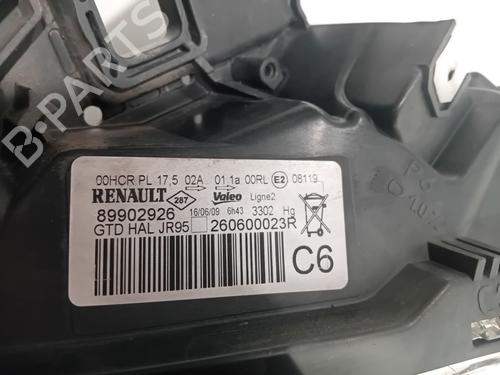 B-PARTS
00HCR PL 17,5 02A 01.1a 00RL E2 08119
RENAULT 287 Valeo Ligne2
89902926 16/06/09 6h43 3302 Hg
GTD HAL JR95 260600023R
C6